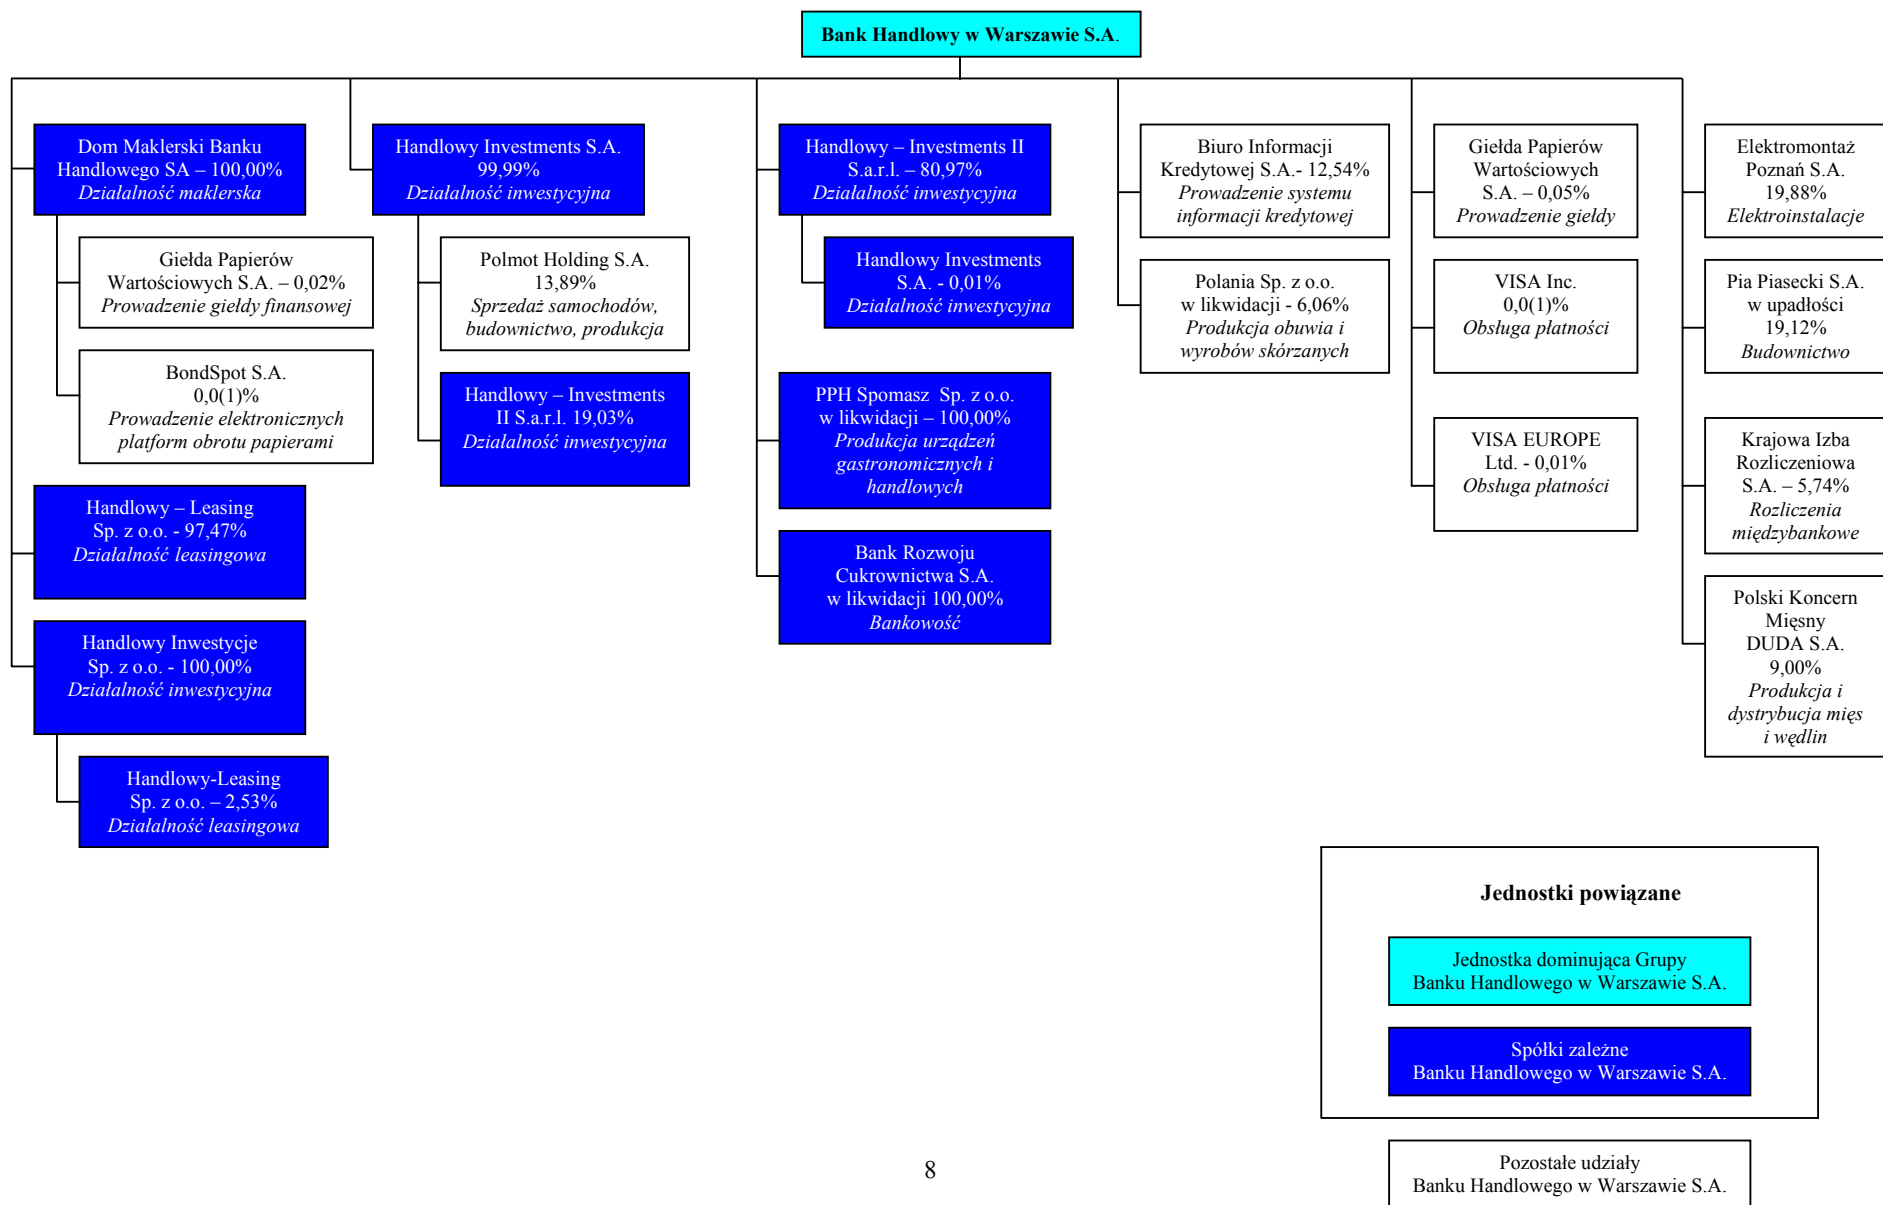 Bank Handlowy w Warszawie S.A.
Dom Maklerski Banku
Handlowego SA – 100,00%
Działalność maklerska
Giełda Papierów
Wartościowych S.A. – 0,02%
Prowadzenie giełdy finansowej
BondSpot S.A.
0,0(1)%
Prowadzenie elektronicznych
platform obrotu papierami
Handlowy – Leasing
Sp. z o.o. - 97,47%
Działalność leasingowa
Handlowy Inwestycje
Sp. z o.o. - 100,00%
Działalność inwestycyjna
Handlowy-Leasing
Sp. z o.o. – 2,53%
Działalność leasingowa
Handlowy Investments S.A.
99,99%
Działalność inwestycyjna
Polmot Holding S.A.
13,89%
Sprzedaż samochodów,
budownictwo, produkcja
Handlowy – Investments
II S.a.r.l. 19,03%
Działalność inwestycyjna
Handlowy – Investments II
S.a.r.l. – 80,97%
Działalność inwestycyjna
Handlowy Investments
S.A. - 0,01%
Działalność inwestycyjna
PPH Spomasz Sp. z o.o.
w likwidacji – 100,00%
Produkcja urządzeń
gastronomicznych i
handlowych
Bank Rozwoju
Cukrownictwa S.A.
w likwidacji 100,00%
Bankowość
Biuro Informacji
Kredytowej S.A.- 12,54%
Prowadzenie systemu
informacji kredytowej
Polania Sp. z o.o.
w likwidacji - 6,06%
Produkcja obuwia i
wyrobów skórzanych
Giełda Papierów
Wartościowych
S.A. – 0,05%
Prowadzenie giełdy
VISA Inc.
0,0(1)%
Obsługa płatności
VISA EUROPE
Ltd. - 0,01%
Obsługa płatności
Elektromontaż
Poznań S.A.
19,88%
Elektroinstalacje
Pia Piasecki S.A.
w upadłości
19,12%
Budownictwo
Krajowa Izba
Rozliczeniowa
S.A. – 5,74%
Rozliczenia
międzybankowe
Polski Koncern
Mięsny
DUDA S.A.
9,00%
Produkcja i
dystrybucja mięs
i wędlin
Jednostki powiązane
Jednostka dominująca Grupy
Banku Handlowego w Warszawie S.A.
Spółki zależne
Banku Handlowego w Warszawie S.A.
Pozostałe udziały
Banku Handlowego w Warszawie S.A.
8